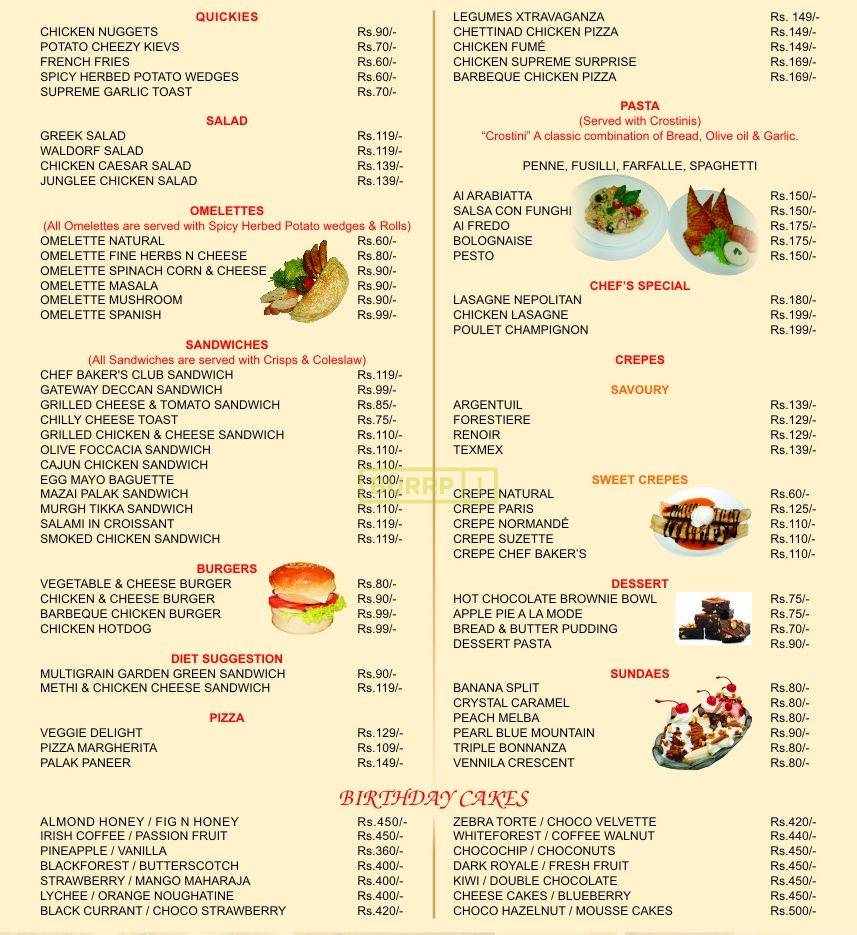 QUICKIES
CHICKEN NUGGETS Rs.90/-
POTATO CHEEZY KIEVS Rs.70/-
FRENCH FRIES Rs.60/-
SPICY HERBED POTATO WEDGES Rs.60/-
SUPREME GARLIC TOAST Rs.70/-
SALAD
GREEK SALAD Rs.119/-
WALDORF SALAD Rs.119/-
CHICKEN CAESAR SALAD Rs.139/-
JUNGLEE CHICKEN SALAD Rs.139/-
OMELETTES
(All Omelettes are served with Spicy Herbed Potato wedges & Rolls)
OMELETTE NATURAL Rs.60/-
OMELETTE FINE HERBS N CHEESE Rs.80/-
OMELETTE SPINACH CORN & CHEESE Rs.90/-
OMELETTE MASALA Rs.90/-
OMELETTE MUSHROOM Rs.90/-
OMELETTE SPANISH Rs.99/-
SANDWICHES
(All Sandwiches are served with Crisps & Coleslaw)
CHEF BAKER'S CLUB SANDWICH Rs.119/-
GATEWAY DECCAN SANDWICH Rs.99/-
GRILLED CHEESE & TOMATO SANDWICH Rs.85/-
CHILLY CHEESE TOAST Rs.75/-
GRILLED CHICKEN & CHEESE SANDWICH Rs.110/-
OLIVE FOCCACIA SANDWICH Rs.110/-
CAJUN CHICKEN SANDWICH Rs.110/-
EGG MAYO BAGUETTE Rs.100/-
MAZAI PALAK SANDWICH Rs.110/-
MURGH TIKKA SANDWICH Rs.110/-
SALAMI IN CROISSANT Rs.119/-
SMOKED CHICKEN SANDWICH Rs.119/-
BURGERS
VEGETABLE & CHEESE BURGER Rs.80/-
CHICKEN & CHEESE BURGER Rs.90/-
BARBEQUE CHICKEN BURGER Rs.99/-
CHICKEN HOTDOG Rs.99/-
DIET SUGGESTION
MULTIGRAIN GARDEN GREEN SANDWICH Rs.90/-
METHI & CHICKEN CHEESE SANDWICH Rs.119/-
PIZZA
VEGGIE DELIGHT Rs.129/-
PIZZA MARGHERITA Rs.109/-
PALAK PANEER Rs.149/-
LEGUMES XTRAVAGANZA Rs. 149/-
CHETTINAD CHICKEN PIZZA Rs.149/-
CHICKEN FUMÉ Rs.149/-
CHICKEN SUPREME SURPRISE Rs.169/-
BARBEQUE CHICKEN PIZZA Rs.169/-
PASTA
(Served with Crostinis)
“Crostini” A classic combination of Bread, Olive oil & Garlic.
PENNE, FUSILLI, FARFALLE, SPAGHETTI
Al ARABIATTA Rs.150/-
SALSA CON FUNGHI Rs.150/-
Al FREDO Rs.175/-
BOLOGNAISE Rs.175/-
PESTO Rs.150/-
CHEF'S SPECIAL
LASAGNE NEPOLITAN Rs.180/-
CHICKEN LASAGNE Rs.199/-
POULET CHAMPIGNON Rs.199/-
CREPES
SAVOURY
ARGENTUIL Rs.139/-
FORESTIERE Rs.129/-
RENOIR Rs.129/-
TEXMEX Rs.139/-
SWEET CREPES
BURRP !
CREPE NATURAL Rs.60/-
CREPE PARIS Rs.125/-
CREPE NORMANDÉ Rs.110/-
CREPE SUZETTE Rs.110/-
CREPE CHEF BAKER'S Rs.110/-
DESSERT
HOT CHOCOLATE BROWNIE BOWL Rs.75/-
APPLE PIE A LA MODE Rs.75/-
BREAD & BUTTER PUDDING Rs.70/-
DESSERT PASTA Rs.90/-
SUNDAES
BANANA SPLIT Rs.80/-
CRYSTAL CARAMEL Rs.80/-
PEACH MELBA Rs.80/-
PEARL BLUE MOUNTAIN Rs.90/-
TRIPLE BONNANZA Rs.80/-
VENNILA CRESCENT Rs.80/-
BIRTHDAY CAKES
ALMOND HONEY / FIG N HONEY Rs.450/-
IRISH COFFEE / PASSION FRUIT Rs.450/-
PINEAPPLE / VANILLA Rs.360/-
BLACKFOREST / BUTTERSCOTCH Rs.400/-
STRAWBERRY / MANGO MAHARAJA Rs.400/-
LYCHEE / ORANGE NOUGHATINE Rs.400/-
BLACK CURRANT / CHOCO STRAWBERRY Rs.420/-
ZEBRA TORTE / CHOCO VELVETTE Rs.420/-
WHITEFOREST / COFFEE WALNUT Rs.440/-
CHOCOCHIP / CHOCONUTS Rs.450/-
DARK ROYALE / FRESH FRUIT Rs.450/-
KIWI / DOUBLE CHOCOLATE Rs.450/-
CHEESE CAKES / BLUEBERRY Rs.450/-
CHOCO HAZELNUT / MOUSSE CAKES Rs.500/-